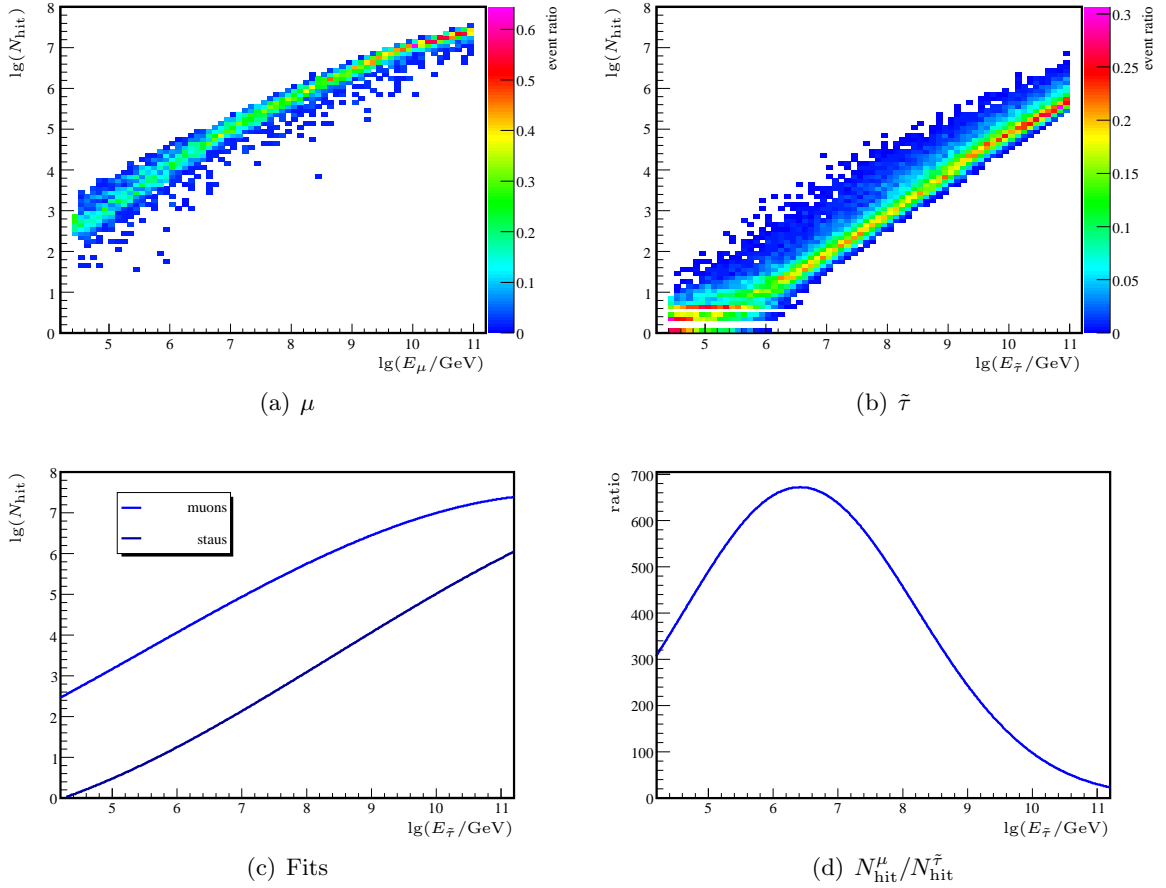 lg(N_hit)
8
7
6
5
4
3
2
1
0
5 6 7 8 9 10 11
lg(E_μ/GeV)
event ratio
0.6
0.5
0.4
0.3
0.2
0.1
0
(a) μ
lg(N_hit)
8
7
6
5
4
3
2
1
0
5 6 7 8 9 10 11
lg(E_τ̃/GeV)
event ratio
0.3
0.25
0.2
0.15
0.1
0.05
0
(b) τ̃
lg(N_hit)
8
7
6
5
4
3
2
1
0
muons
staus
5 6 7 8 9 10 11
lg(E_τ̃/GeV)
(c) Fits
ratio
700
600
500
400
300
200
100
0
5 6 7 8 9 10 11
lg(E_τ̃/GeV)
(d) N^μ_hit/N^τ̃_hit